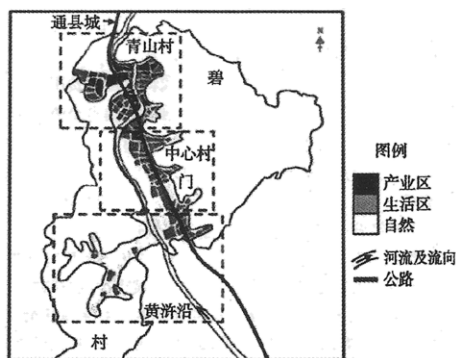 通县城
N
青山村
碧
中心村
门
黄浒沿
村
图例
产业区
生活区
自然
河流及流向
公路